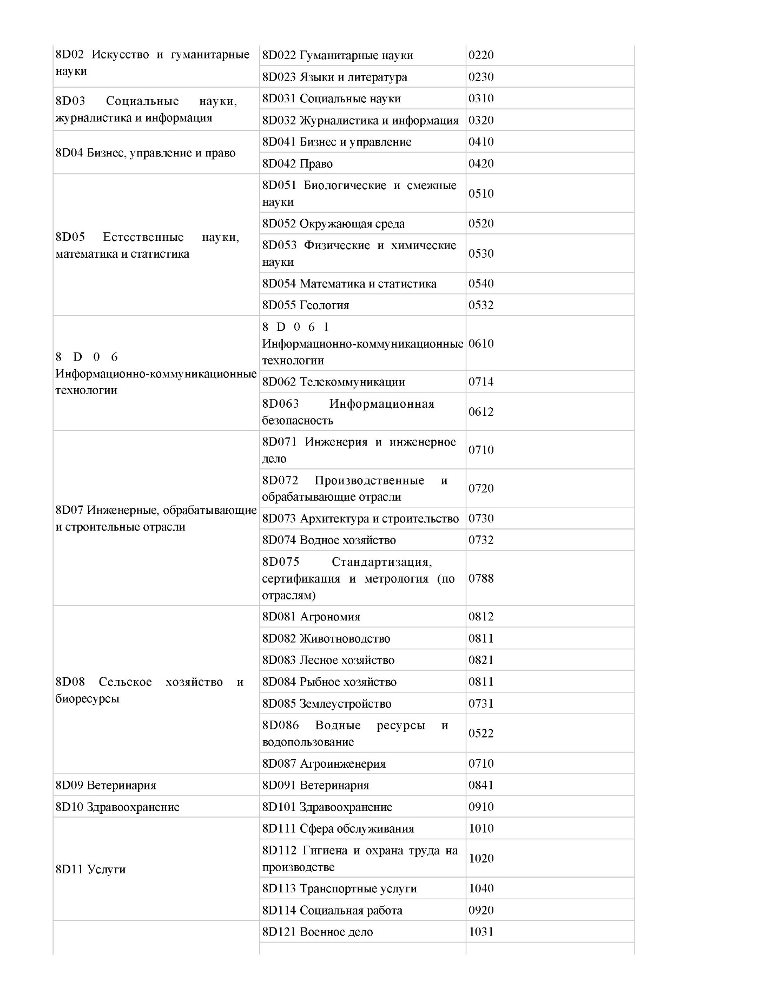 8D02 Искусство и гуманитарные
науки
8D022 Гуманитарные науки
0220
8D023 Языки и литература
0230
8D03 Социальные науки,
журналистика и информация
8D031 Социальные науки
0310
8D032 Журналистика и информация
0320
8D04 Бизнес, управление и право
8D041 Бизнес и управление
0410
8D042 Право
0420
8D05 Естественные науки,
математика и статистика
8D051 Биологические и смежные
науки
0510
8D052 Окружающая среда
0520
8D053 Физические и химические
науки
0530
8D054 Математика и статистика
0540
8D055 Геология
0532
8 D 0 6
Информационно-коммуникационные
технологии
8 D 0 6 1
Информационно-коммуникационные
технологии
0610
8D062 Телекоммуникации
0714
8D063 Информационная
безопасность
0612
8D07 Инженерные, обрабатывающие
и строительные отрасли
8D071 Инженерия и инженерное
дело
0710
8D072 Производственные и
обрабатывающие отрасли
0720
8D073 Архитектура и строительство
0730
8D074 Водное хозяйство
0732
8D075 Стандартизация,
сертификация и метрология (по
отраслям)
0788
8D08 Сельское хозяйство и
биоресурсы
8D081 Агрономия
0812
8D082 Животноводство
0811
8D083 Лесное хозяйство
0821
8D084 Рыбное хозяйство
0811
8D085 Землеустройство
0731
8D086 Водные ресурсы и
водопользование
0522
8D087 Агроинженерия
0710
8D09 Ветеринария
8D091 Ветеринария
0841
8D10 Здравоохранение
8D101 Здравоохранение
0910
8D11 Услуги
8D111 Сфера обслуживания
1010
8D112 Гигиена и охрана труда на
производстве
1020
8D113 Транспортные услуги
1040
8D114 Социальная работа
0920
8D121 Военное дело
1031